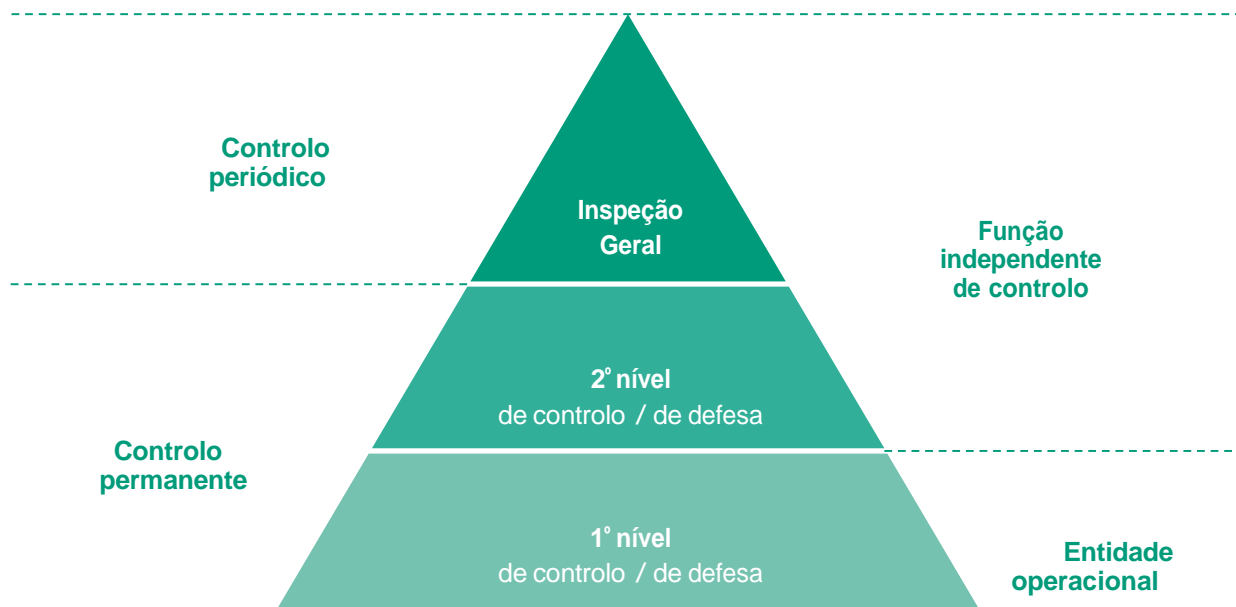 Controlo
periódico
Inspeção
Geral
Função
independente
de controlo
2º nível
de controlo / de defesa
Controlo
permanente
1º nível
de controlo / de defesa
Entidade
operacional